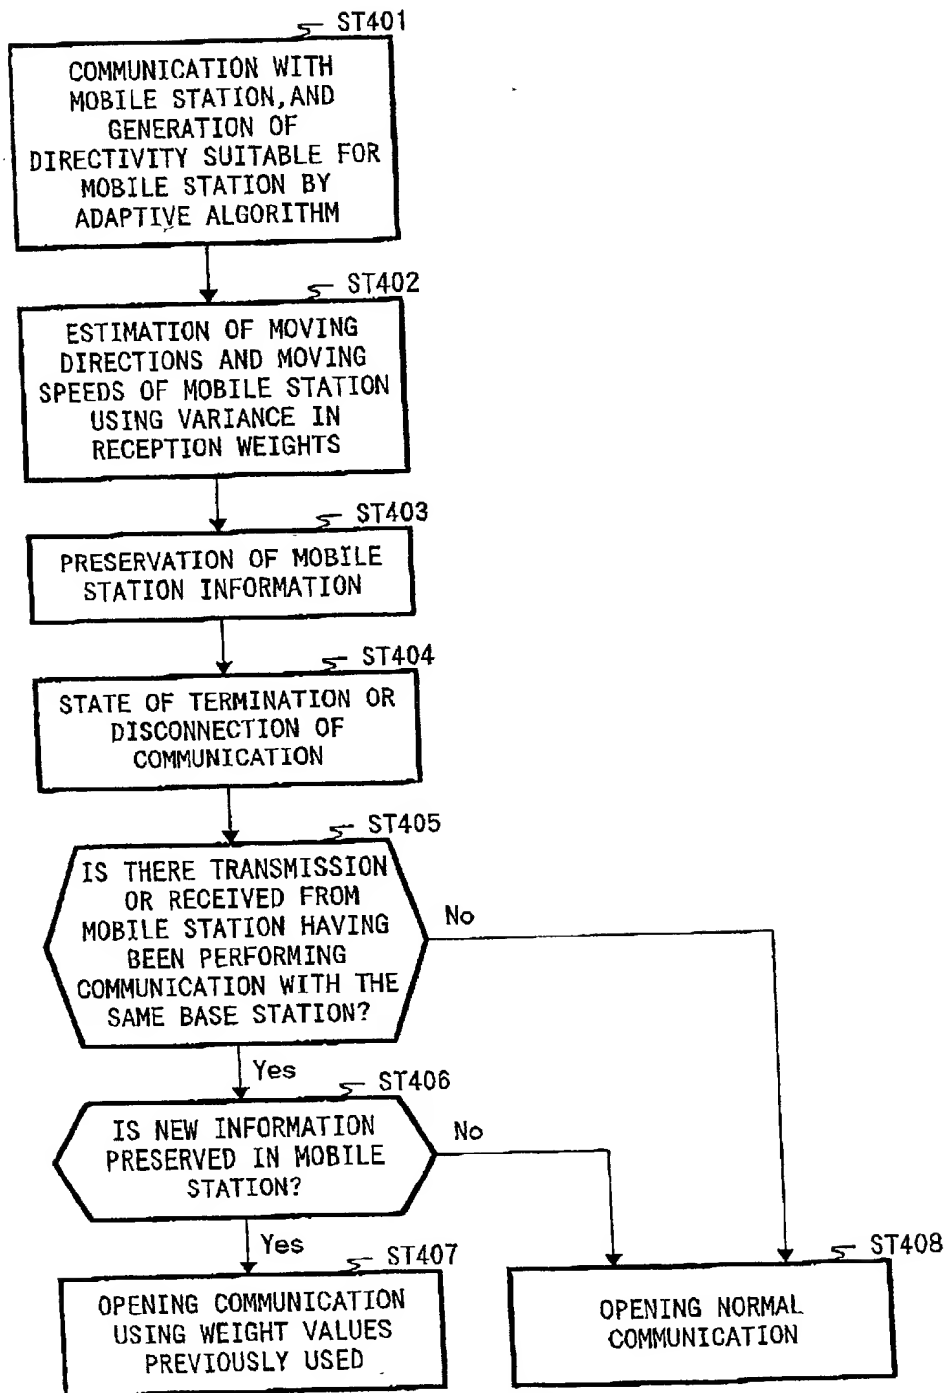 ST401
COMMUNICATION WITH
MOBILE STATION, AND
GENERATION OF
DIRECTIVITY SUITABLE FOR
MOBILE STATION BY
ADAPTIVE ALGORITHM
ST402
ESTIMATION OF MOVING
DIRECTIONS AND MOVING
SPEEDS OF MOBILE STATION
USING VARIANCE IN
RECEPTION WEIGHTS
ST403
PRESERVATION OF MOBILE
STATION INFORMATION
ST404
STATE OF TERMINATION OR
DISCONNECTION OF
COMMUNICATION
ST405
IS THERE TRANSMISSION
OR RECEIVED FROM
MOBILE STATION HAVING
BEEN PERFORMING
COMMUNICATION WITH THE
SAME BASE STATION?
No
Yes
ST406
IS NEW INFORMATION
PRESERVED IN MOBILE
STATION?
No
Yes
ST407
OPENING COMMUNICATION
USING WEIGHT VALUES
PREVIOUSLY USED
ST408
OPENING NORMAL
COMMUNICATION